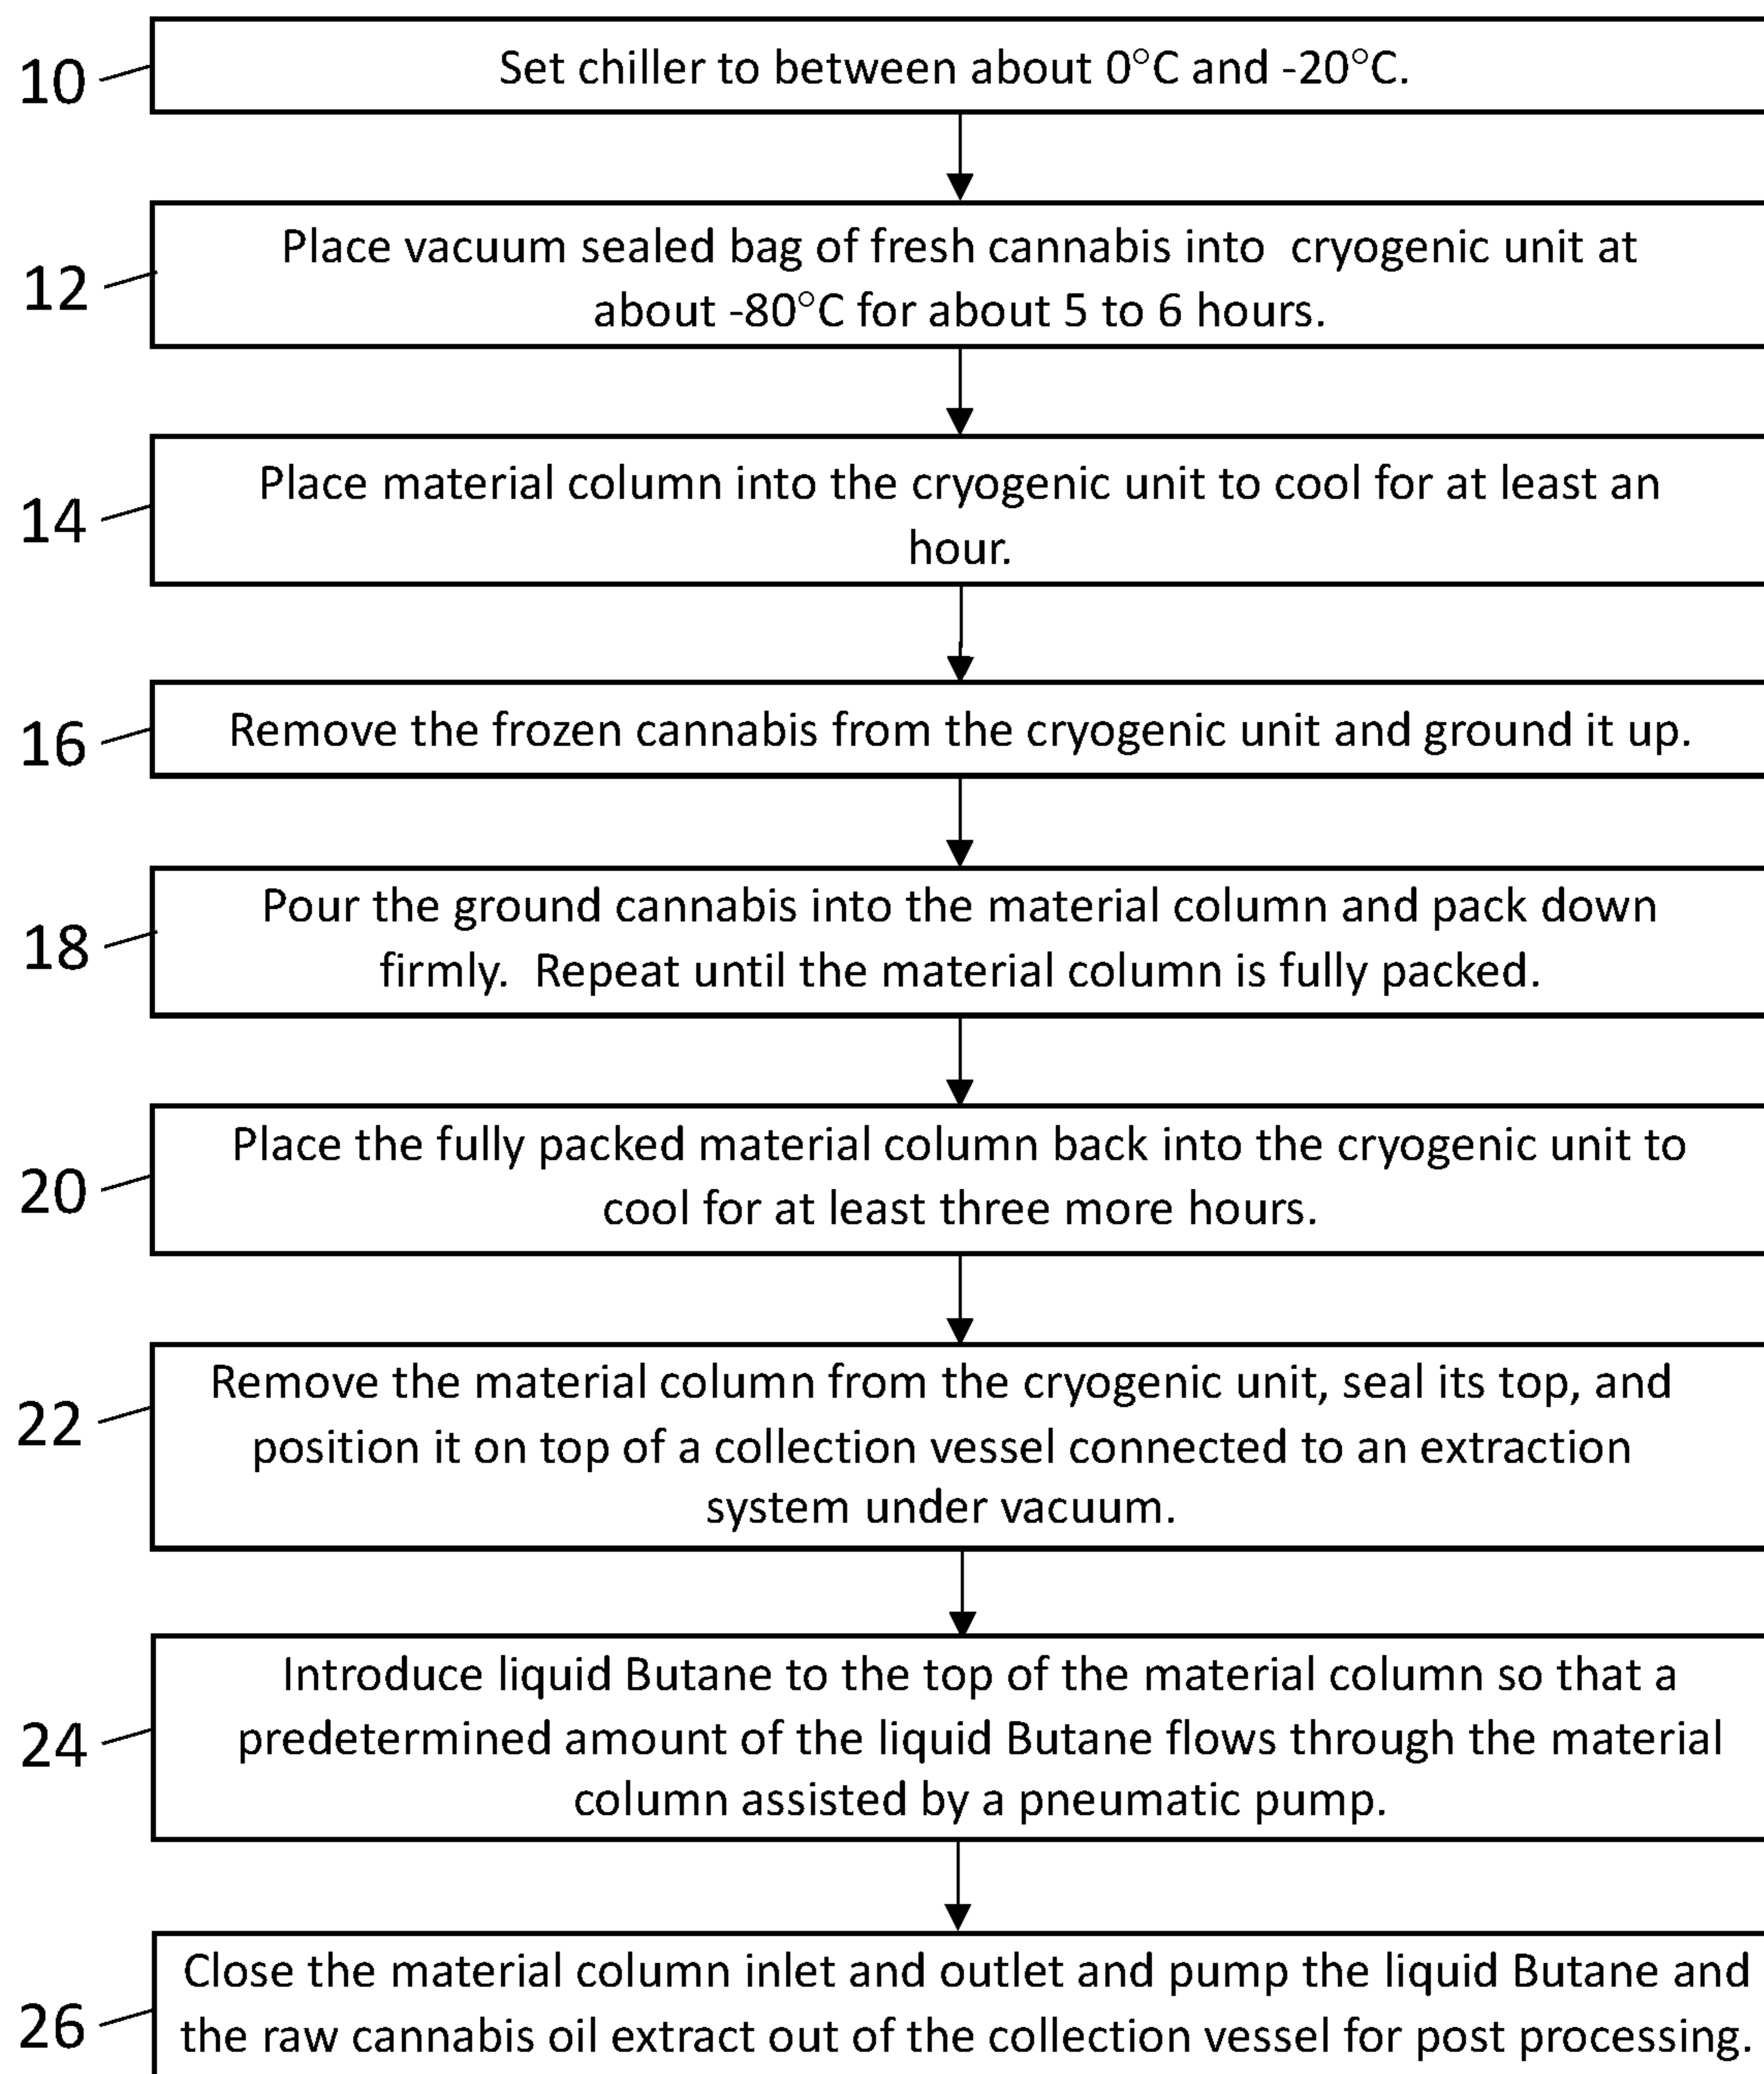 10
Set chiller to between about 0°C and -20°C.
12
Place vacuum sealed bag of fresh cannabis into  cryogenic unit at
about -80°C for about 5 to 6 hours.
14
Place material column into the cryogenic unit to cool for at least an
hour.
16
Remove the frozen cannabis from the cryogenic unit and ground it up.
18
Pour the ground cannabis into the material column and pack down
firmly.  Repeat until the material column is fully packed.
20
Place the fully packed material column back into the cryogenic unit to
cool for at least three more hours.
22
Remove the material column from the cryogenic unit, seal its top, and
position it on top of a collection vessel connected to an extraction
system under vacuum.
24
Introduce liquid Butane to the top of the material column so that a
predetermined amount of the liquid Butane flows through the material
column assisted by a pneumatic pump.
26
Close the material column inlet and outlet and pump the liquid Butane and
the raw cannabis oil extract out of the collection vessel for post processing.